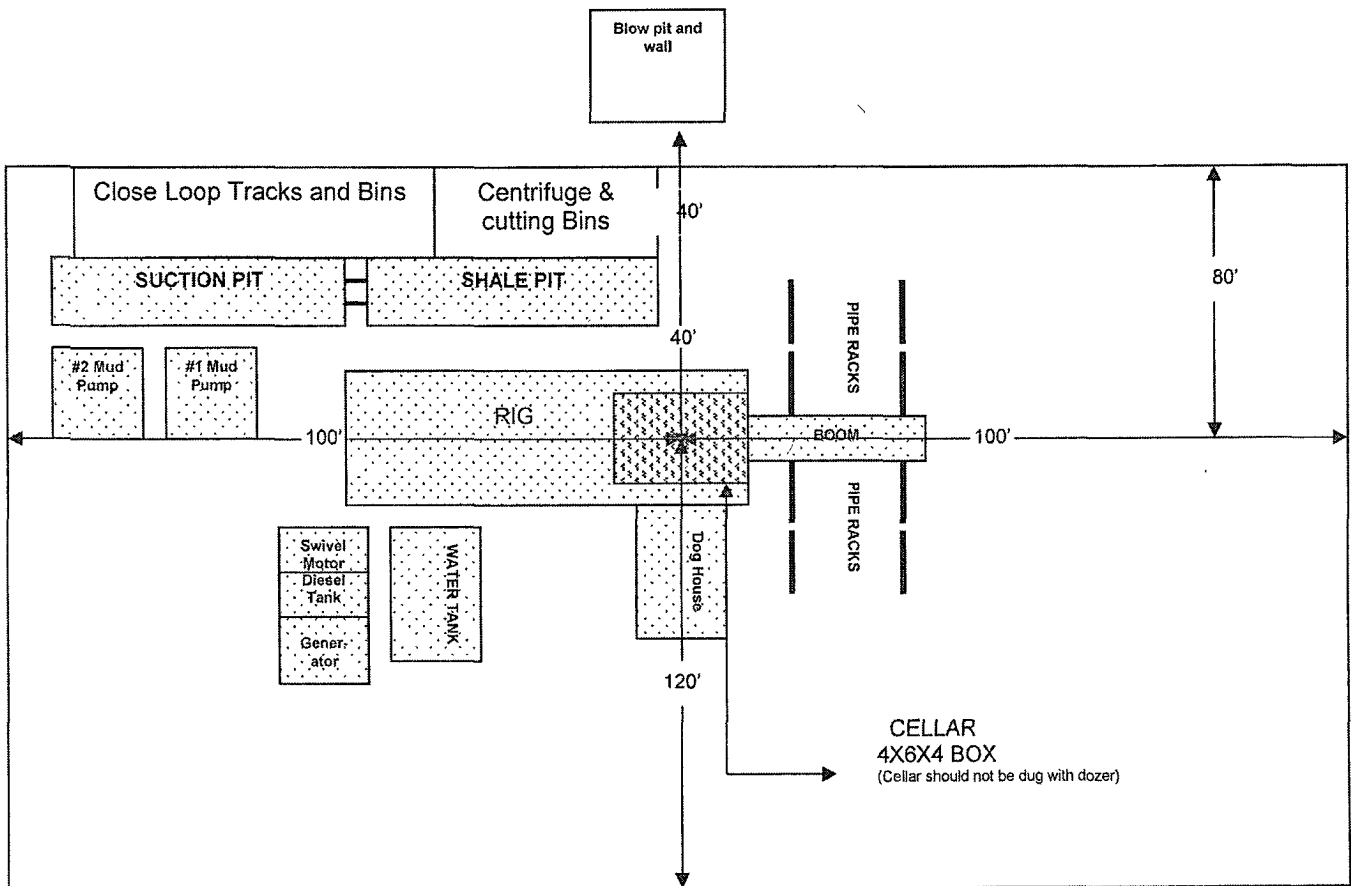 Blow pit and
wall
Close Loop Tracks and Bins
Centrifuge &
cutting Bins
40'
SUCTION PIT
SHALE PIT
80'
40'
PIPE RACKS
#2 Mud
Pump
#1 Mud
Pump
RIG
100'
BOOM
100'
PIPE RACKS
Swivel
Motor
Diesel
Tank
Gener-
ator
WATER TANK
Dog House
120'
CELLAR
4X6X4 BOX
(Cellar should not be dug with dozer)